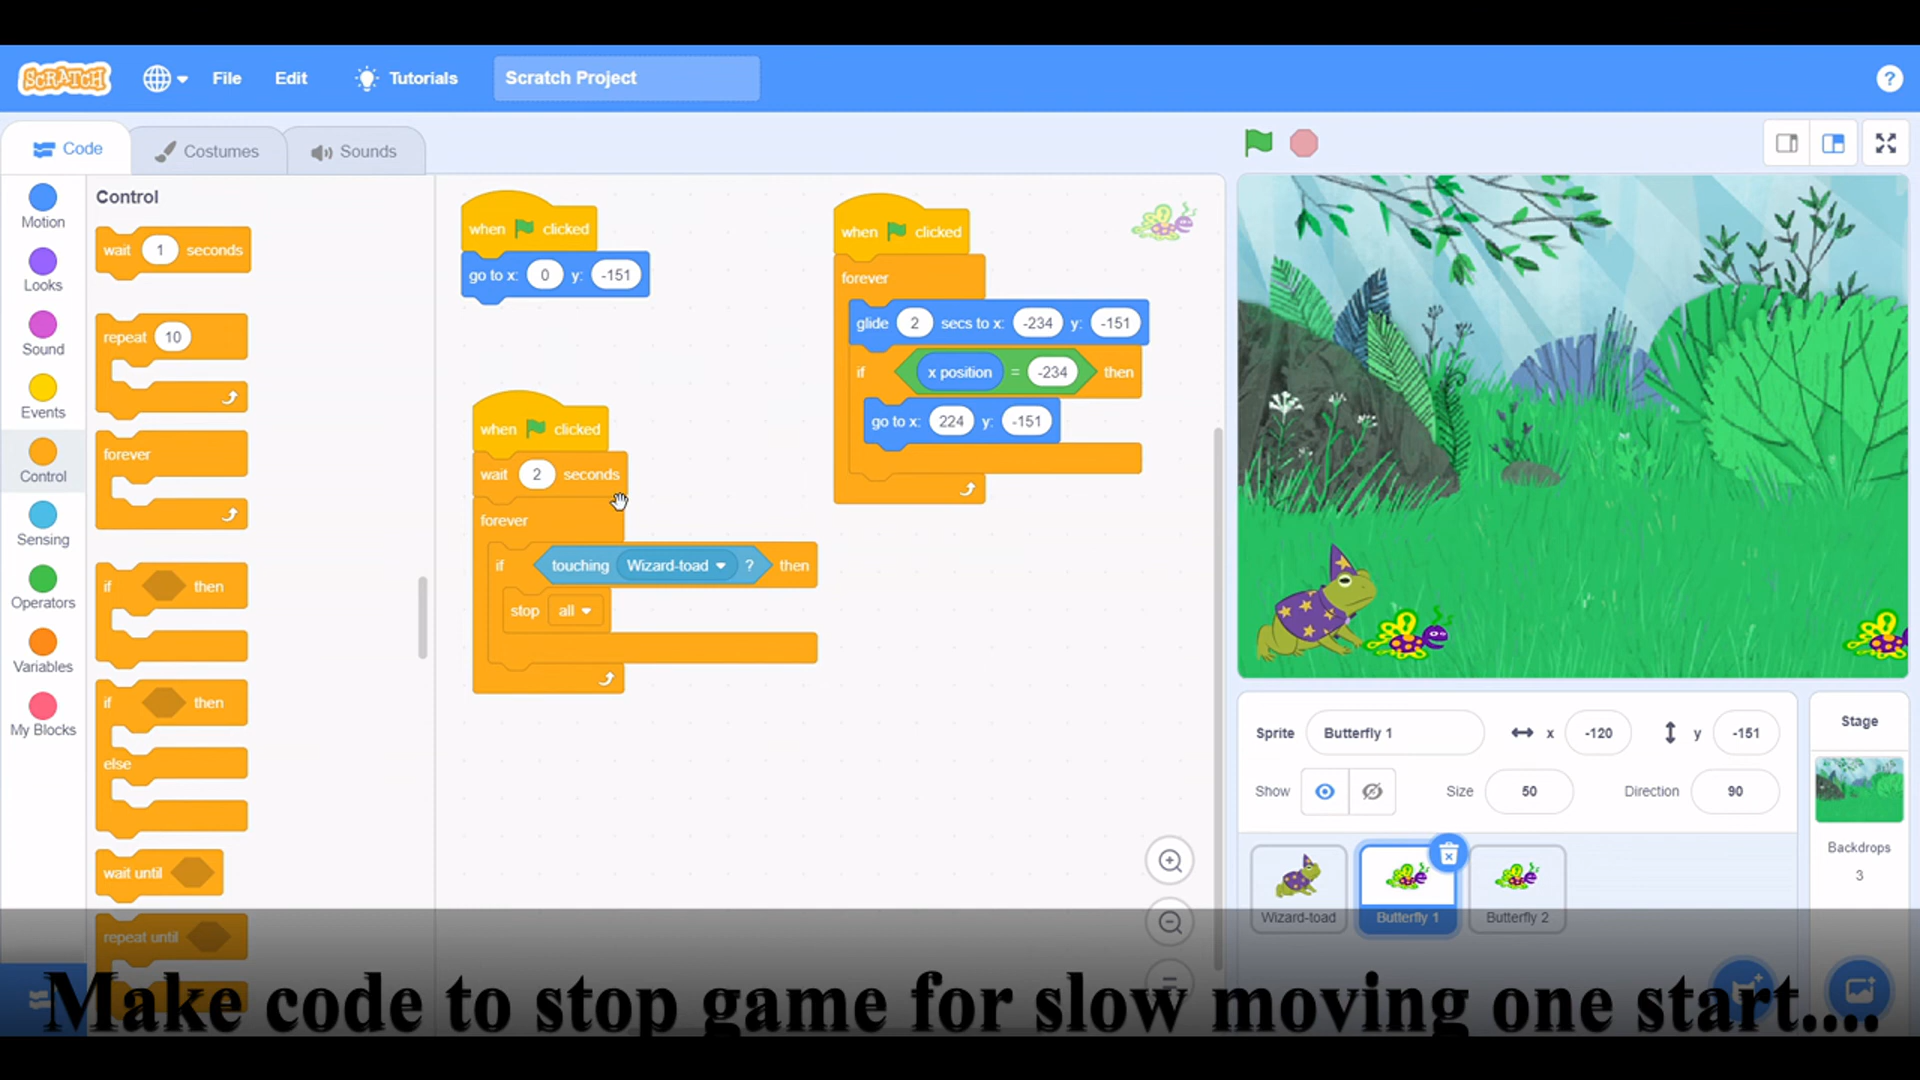 SCRATCH
File
Edit
Tutorials
Scratch Project
?
Code
Costumes
Sounds
Motion
Looks
Sound
Events
Control
Sensing
Operators
Variables
My Blocks
Control
wait 1 seconds
repeat 10
forever
if then
if then
else
wait until
repeat until
when clicked
go to x: 0 y: -151
when clicked
wait 2 seconds
forever
if touching Wizard-toad ? then
stop all
when clicked
forever
glide 2 secs to x: -234 y: -151
if x position = -234 then
go to x: 224 y: -151
Sprite Butterfly 1 x -120 y -151
Show Size 50 Direction 90
Wizard-toad
Butterfly 1
Butterfly 2
Stage
Backdrops
3
Make code to stop game for slow moving one start....